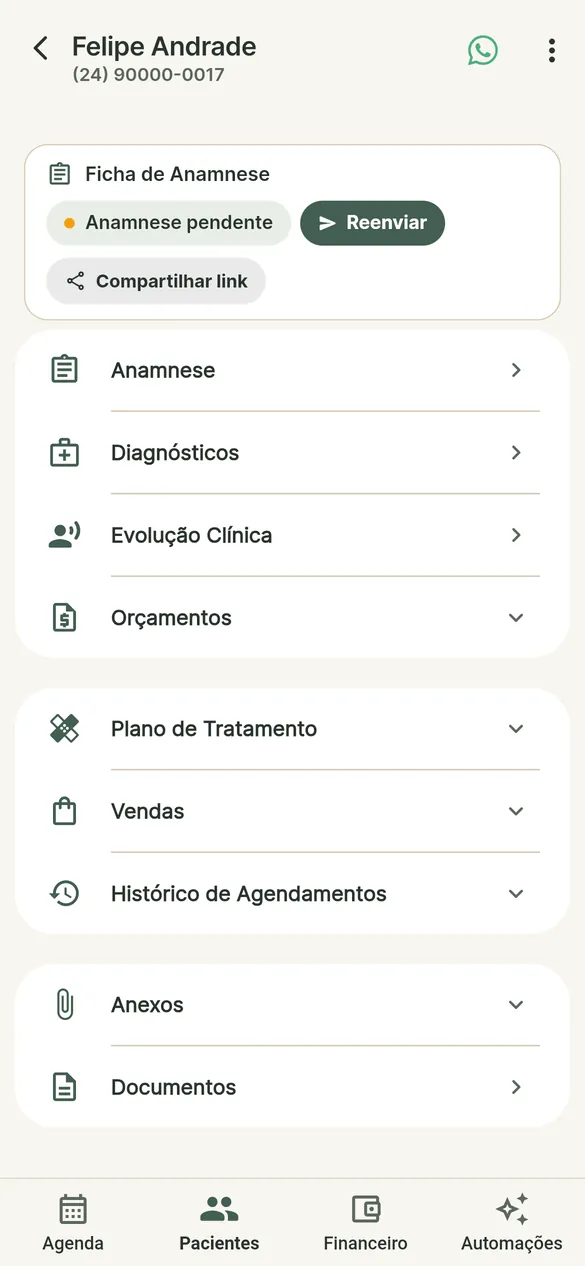 Felipe Andrade
(24) 90000-0017
Ficha de Anamnese
Anamnese pendente
Reenviar
Compartilhar link
Anamnese
Diagnósticos
Evolução Clínica
Orçamentos
Plano de Tratamento
Vendas
Histórico de Agendamentos
Anexos
Documentos
Agenda
Pacientes
Financeiro
Automações